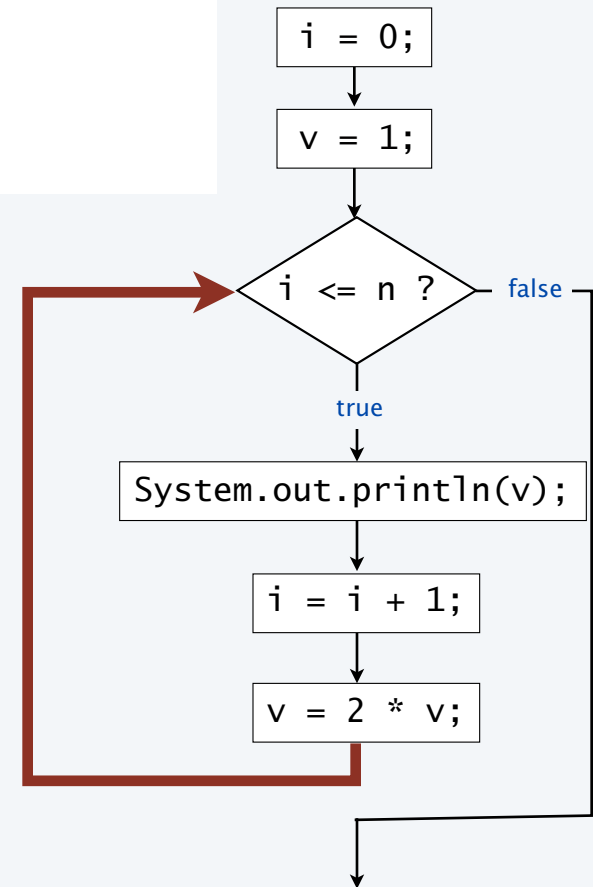 i = 0;
v = 1;
i <= n ?
false
true
System.out.println(v);
i = i + 1;
v = 2 * v;